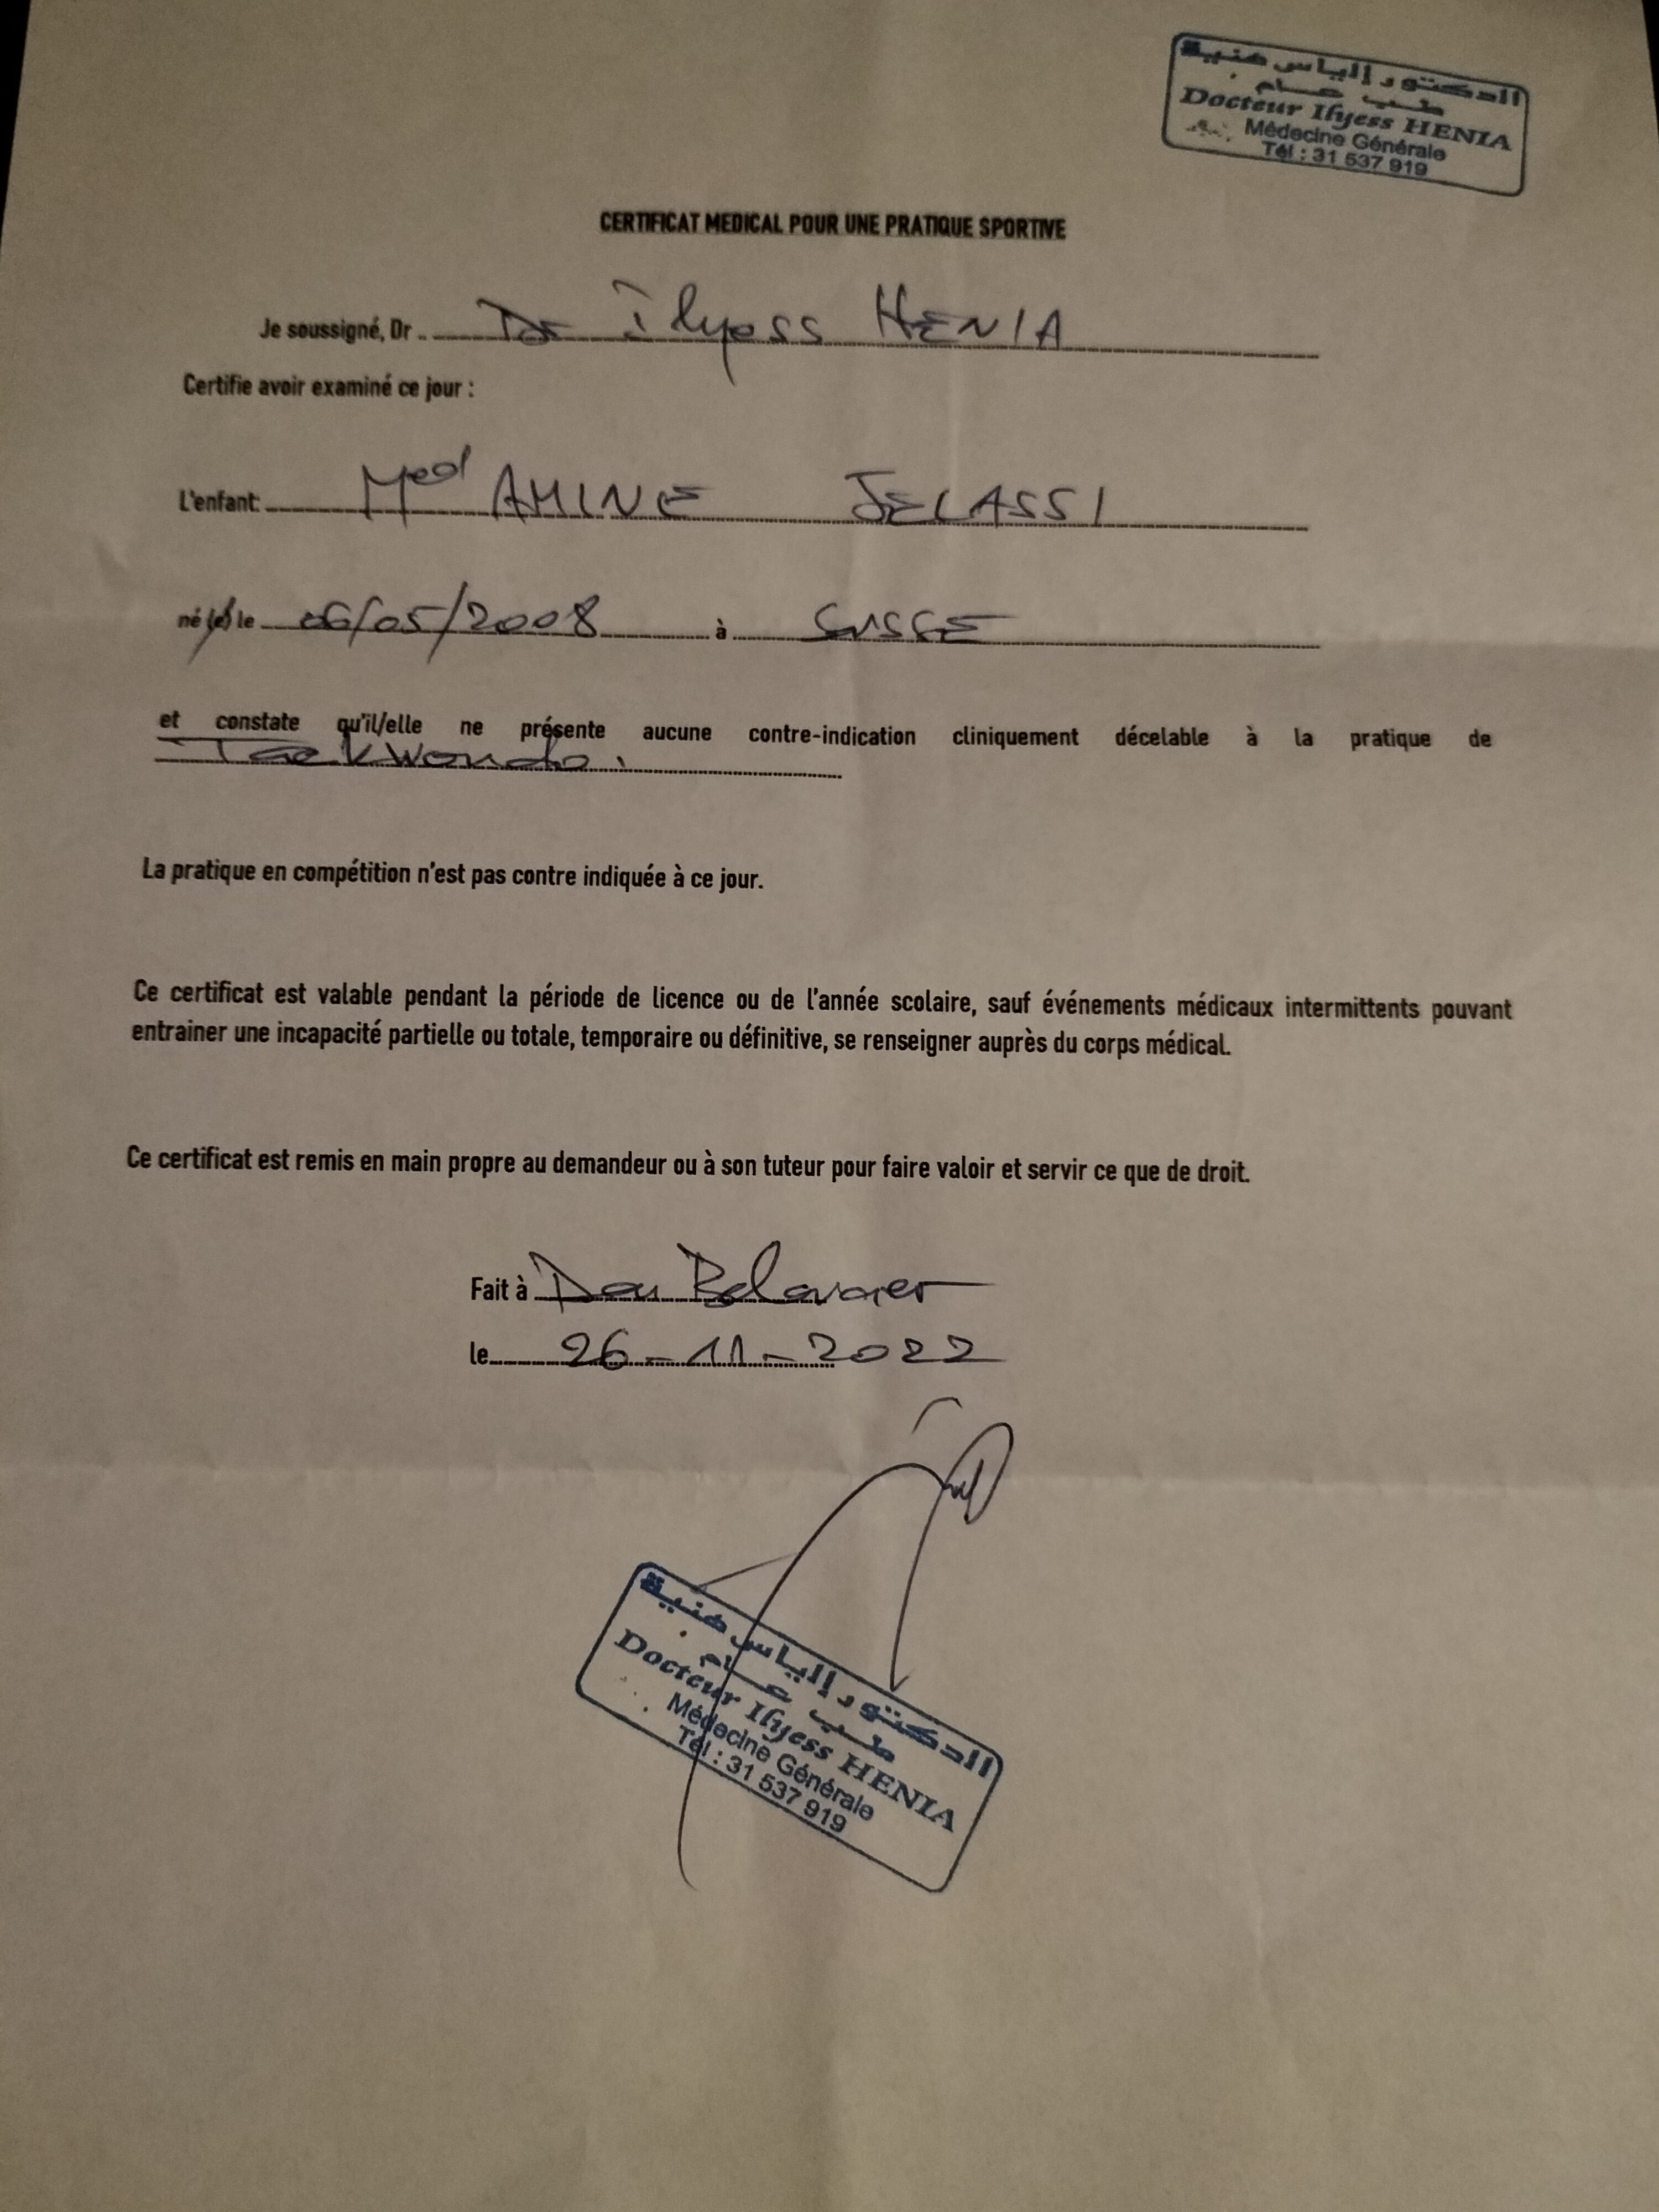 الدكتور إلياس هنية
طب عام
Docteur Ilyess HENIA
Médecine Générale
Tél : 31 537 919
CERTIFICAT MEDICAL POUR UNE PRATIQUE SPORTIVE
Je soussigné, Dr .. Dr Ilyess HENIA
Certifie avoir examiné ce jour :
L'enfant: Med AMINE JELASSI
né (e) le 06/05/2008 à SUSSE
et constate qu'il/elle ne présente aucune contre-indication cliniquement décelable à la pratique de
Taekwondo.
La pratique en compétition n'est pas contre indiquée à ce jour.
Ce certificat est valable pendant la période de licence ou de l'année scolaire, sauf événements médicaux intermittents pouvant
entrainer une incapacité partielle ou totale, temporaire ou définitive, se renseigner auprès du corps médical.
Ce certificat est remis en main propre au demandeur ou à son tuteur pour faire valoir et servir ce que de droit.
Fait à
le 26-11-2022
الدكتور إلياس هنية
طب عام
Docteur Ilyess HENIA
Médecine Générale
Tél : 31 537 919